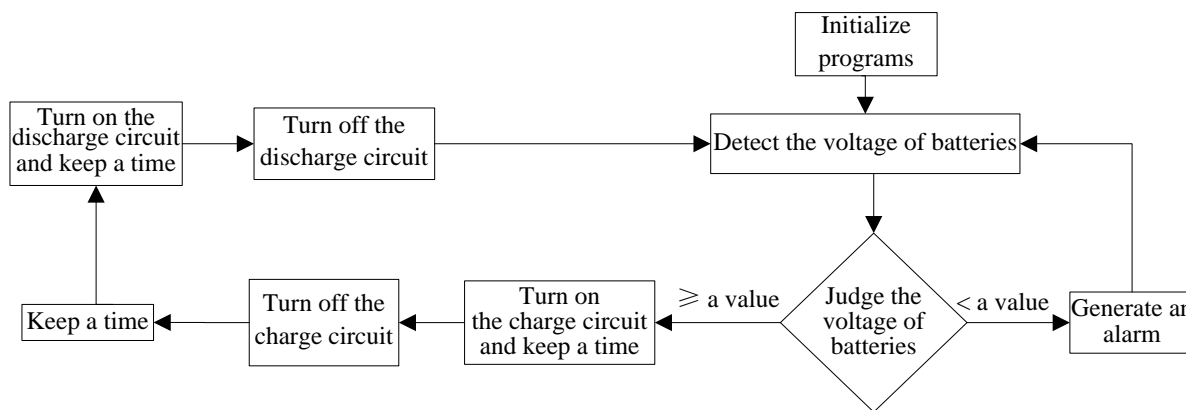 Initialize
programs
Turn on the
discharge circuit
and keep a time
Turn off the
discharge circuit
Detect the voltage of batteries
Keep a time
Turn off the
charge circuit
Turn on
the charge circuit
and keep a time
≥ a value
Judge the
voltage of
batteries
< a value
Generate an
alarm